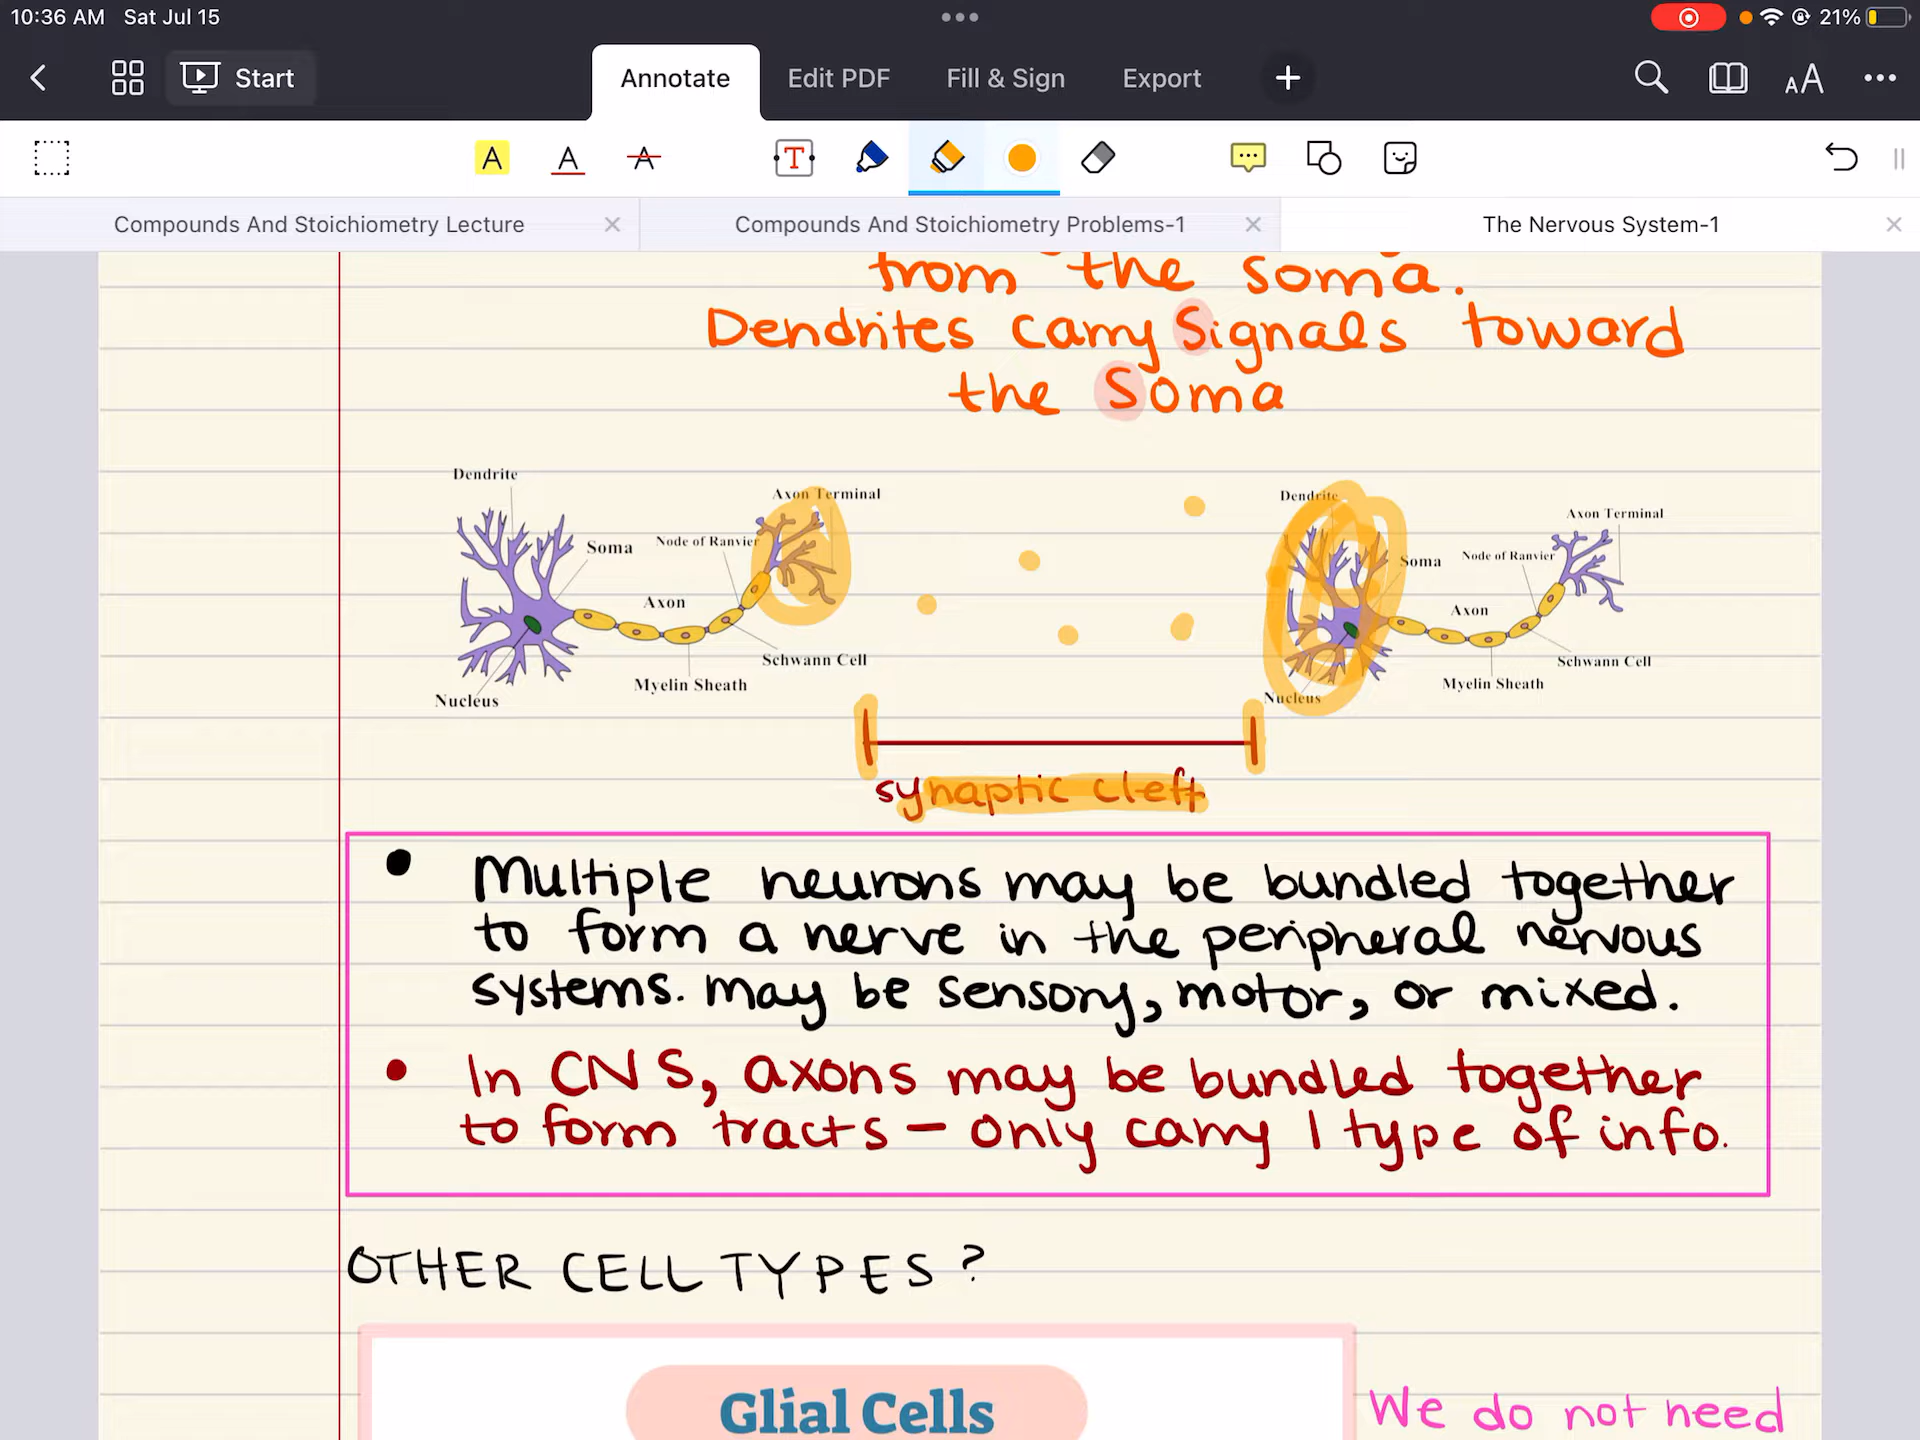 10:36 AM Sat Jul 15
21%
Start
Annotate
Edit PDF
Fill & Sign
Export
AA
A A A T
Compounds And Stoichiometry Lecture
Compounds And Stoichiometry Problems-1
The Nervous System-1
from the soma.
Dendrites carry Signals toward
the Soma
Dendrite
Soma
Node of Ranvier
Axon Terminal
Axon
Schwann Cell
Myelin Sheath
Nucleus
Dendrite
Soma
Node of Ranvier
Axon Terminal
Axon
Schwann Cell
Myelin Sheath
Nucleus
synaptic cleft
• Multiple neurons may be bundled together
to form a nerve in the peripheral nervous
systems. May be sensory, motor, or mixed.
• In CNS, axons may be bundled together
to form tracts – only carry 1 type of info.
OTHER CELL TYPES?
Glial Cells
We do not need